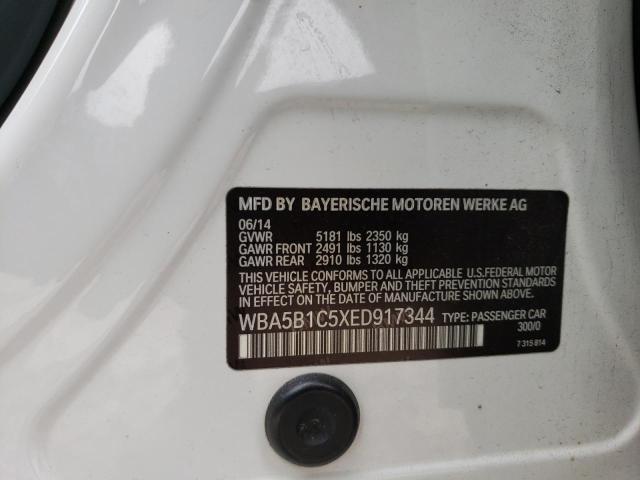 MFD BY BAYERISCHE MOTOREN WERKE AG
06/14
GVWR 5181 lbs 2350 kg
GAWR FRONT 2491 lbs 1130 kg
GAWR REAR 2910 lbs 1320 kg
THIS VEHICLE CONFORMS TO ALL APPLICABLE U.S.FEDERAL MOTOR
VEHICLE SAFETY, BUMPER AND THEFT PREVENTION STANDARDS
IN EFFECT ON THE DATE OF MANUFACTURE SHOWN ABOVE.
WBA5B1C5XED917344 TYPE: PASSENGER CAR
300/0
7 315 814